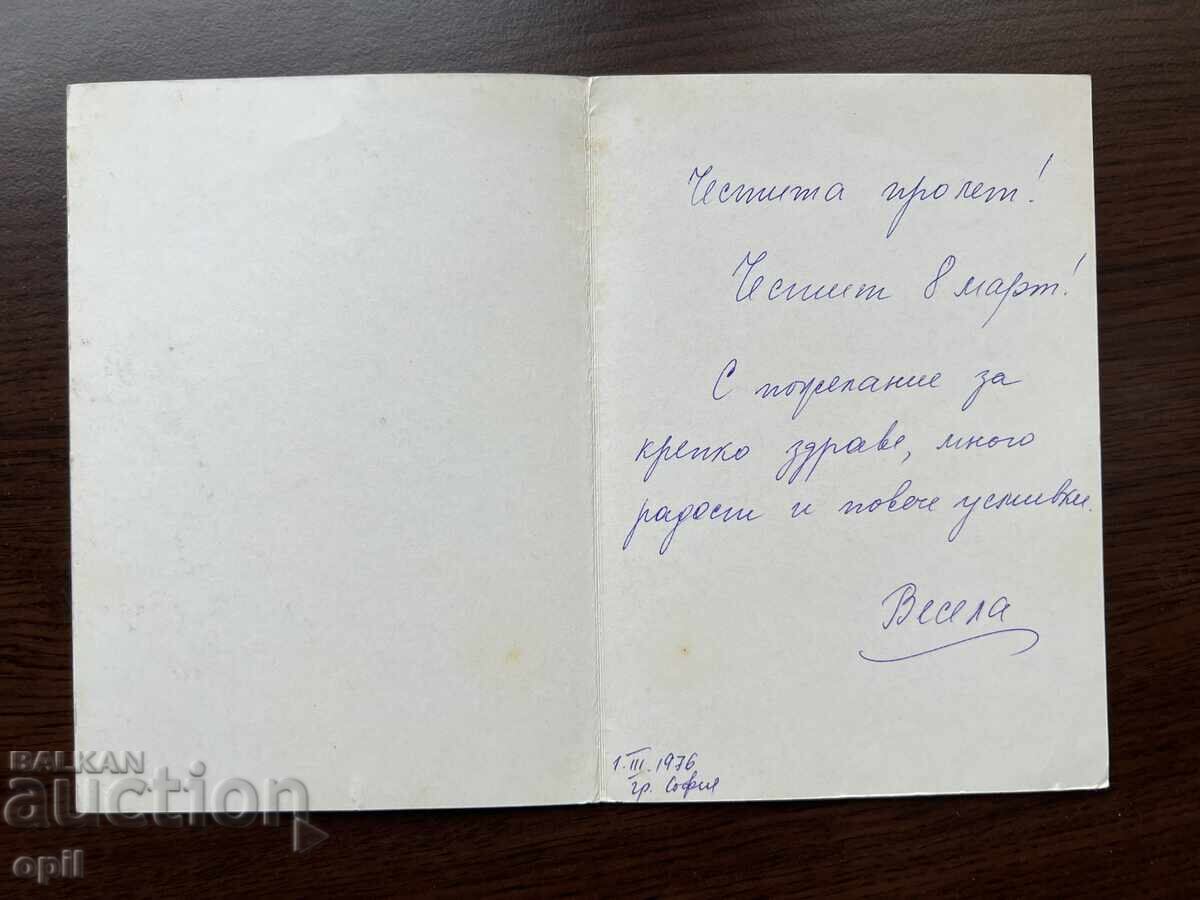 Честита пролет!
Честит 8 март!
С пожелание за
крепко здраве, много
радости и повече усмивки.
Весела
1.III.1976
гр. София
BALKAN
auction
opil